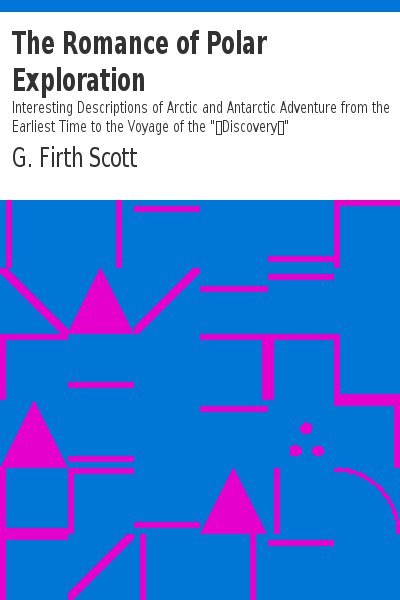 The Romance of Polar
Exploration
Interesting Descriptions of Arctic and Antarctic Adventure from the
Earliest Time to the Voyage of the "▯Discovery▯"
G. Firth Scott